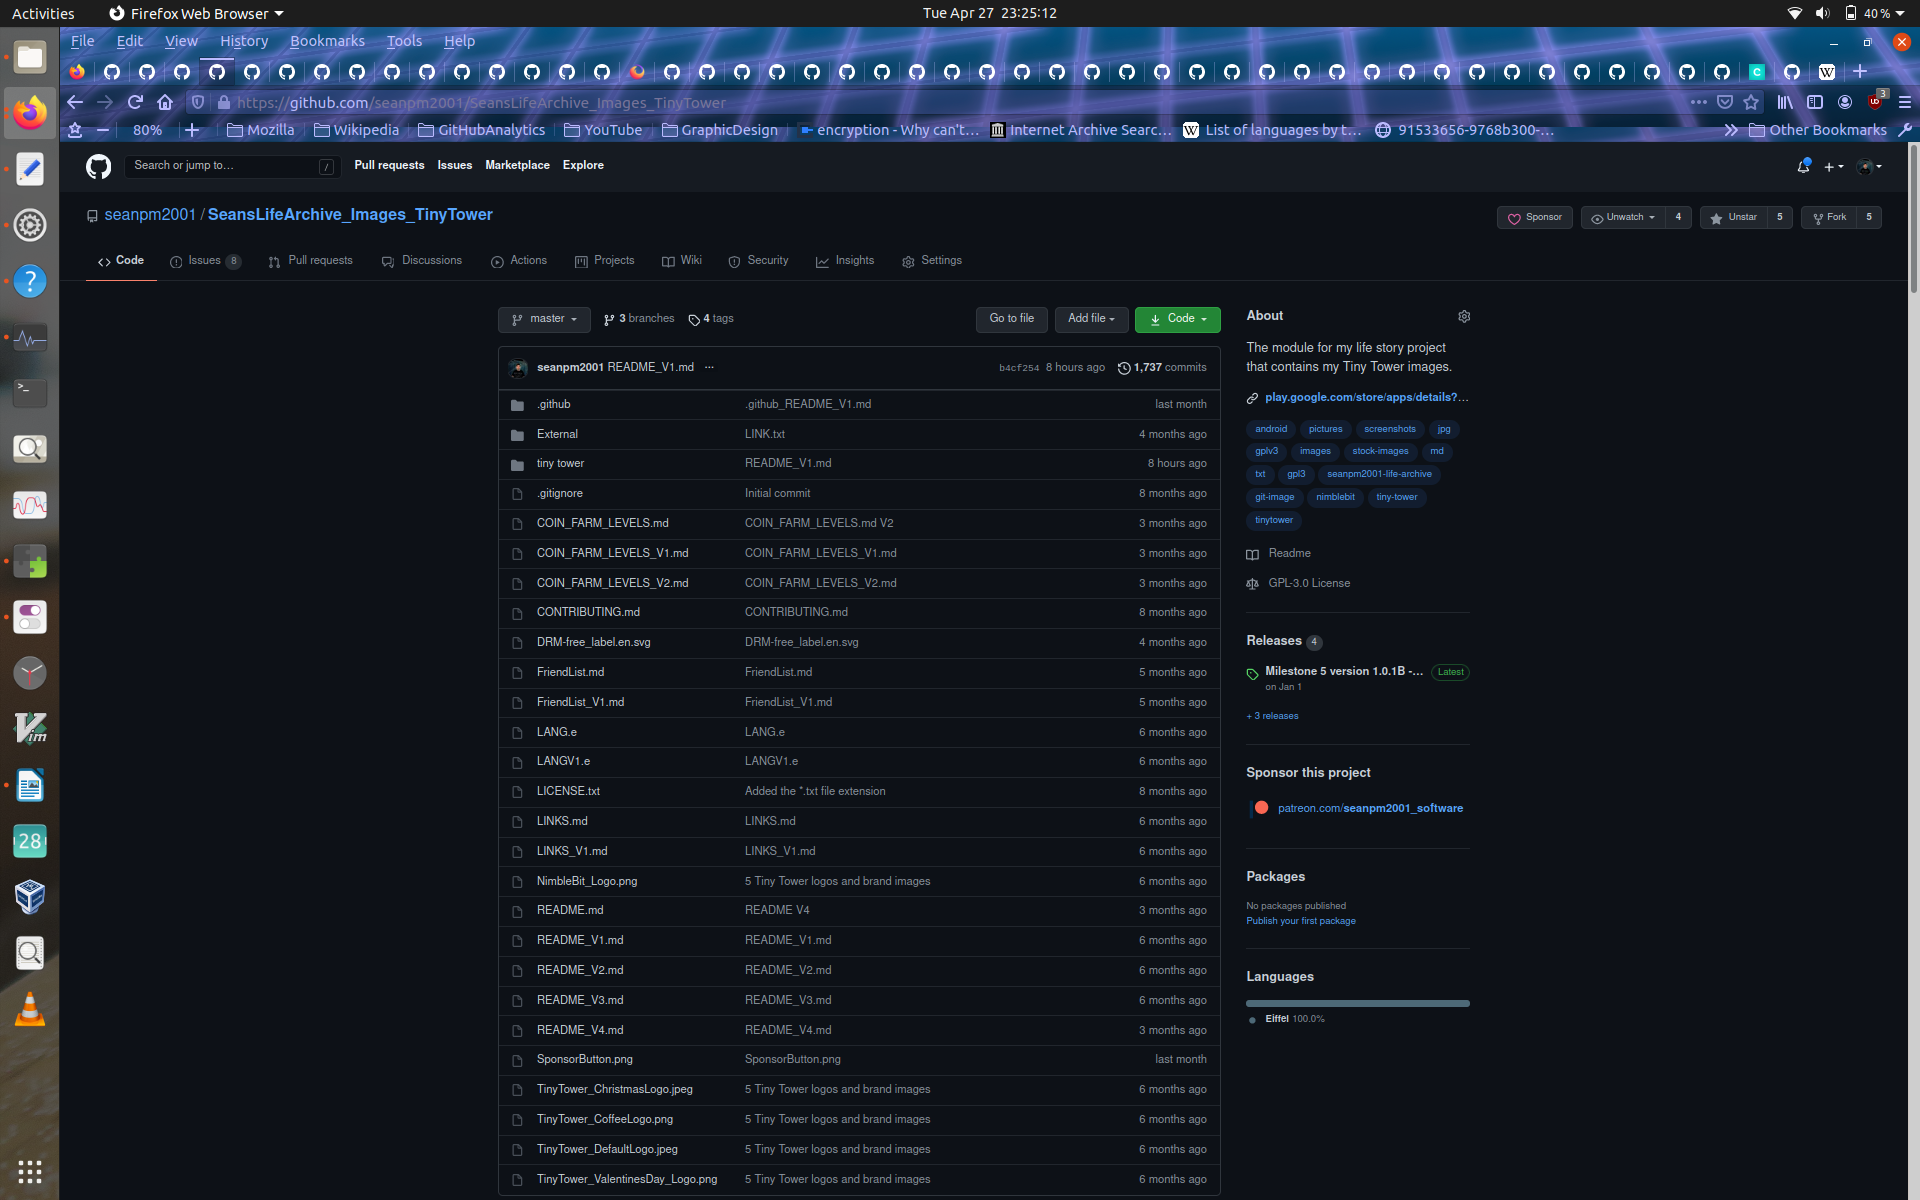 Activities Firefox Web Browser Tue Apr 27 23:25:12 40 %
File Edit View History Bookmarks Tools Help
https://github.com/seanpm2001/SeansLifeArchive_Images_TinyTower 3
80% Mozilla Wikipedia GitHubAnalytics YouTube GraphicDesign encryption - Why can't… Internet Archive Searc… List of languages by t… 91533656-9768b300-… Other Bookmarks
Search or jump to… / Pull requests Issues Marketplace Explore
seanpm2001 / SeansLifeArchive_Images_TinyTower Sponsor Unwatch 4 Unstar 5 Fork 5
Code Issues 8 Pull requests Discussions Actions Projects Wiki Security Insights Settings
master 3 branches 4 tags Go to file Add file Code
seanpm2001 README_V1.md ... b4cf254 8 hours ago 1,737 commits
.github .github_README_V1.md last month
External LINK.txt 4 months ago
tiny tower README_V1.md 8 hours ago
.gitignore Initial commit 8 months ago
COIN_FARM_LEVELS.md COIN_FARM_LEVELS.md V2 3 months ago
COIN_FARM_LEVELS_V1.md COIN_FARM_LEVELS_V1.md 3 months ago
COIN_FARM_LEVELS_V2.md COIN_FARM_LEVELS_V2.md 3 months ago
CONTRIBUTING.md CONTRIBUTING.md 8 months ago
DRM-free_label.en.svg DRM-free_label.en.svg 4 months ago
FriendList.md FriendList.md 5 months ago
FriendList_V1.md FriendList_V1.md 5 months ago
LANG.e LANG.e 6 months ago
LANGV1.e LANGV1.e 6 months ago
LICENSE.txt Added the *.txt file extension 8 months ago
LINKS.md LINKS.md 6 months ago
LINKS_V1.md LINKS_V1.md 6 months ago
NimbleBit_Logo.png 5 Tiny Tower logos and brand images 6 months ago
README.md README V4 3 months ago
README_V1.md README_V1.md 6 months ago
README_V2.md README_V2.md 6 months ago
README_V3.md README_V3.md 6 months ago
README_V4.md README_V4.md 3 months ago
SponsorButton.png SponsorButton.png last month
TinyTower_ChristmasLogo.jpeg 5 Tiny Tower logos and brand images 6 months ago
TinyTower_CoffeeLogo.png 5 Tiny Tower logos and brand images 6 months ago
TinyTower_DefaultLogo.jpeg 5 Tiny Tower logos and brand images 6 months ago
TinyTower_ValentinesDay_Logo.png 5 Tiny Tower logos and brand images 6 months ago
About
The module for my life story project
that contains my Tiny Tower images.
play.google.com/store/apps/details?…
android pictures screenshots jpg
gplv3 images stock-images md
txt gpl3 seanpm2001-life-archive
git-image nimblebit tiny-tower
tinytower
Readme
GPL-3.0 License
Releases 4
Milestone 5 version 1.0.1B -… Latest
on Jan 1
+ 3 releases
Sponsor this project
patreon.com/seanpm2001_software
Packages
No packages published
Publish your first package
Languages
Eiffel 100.0%
28